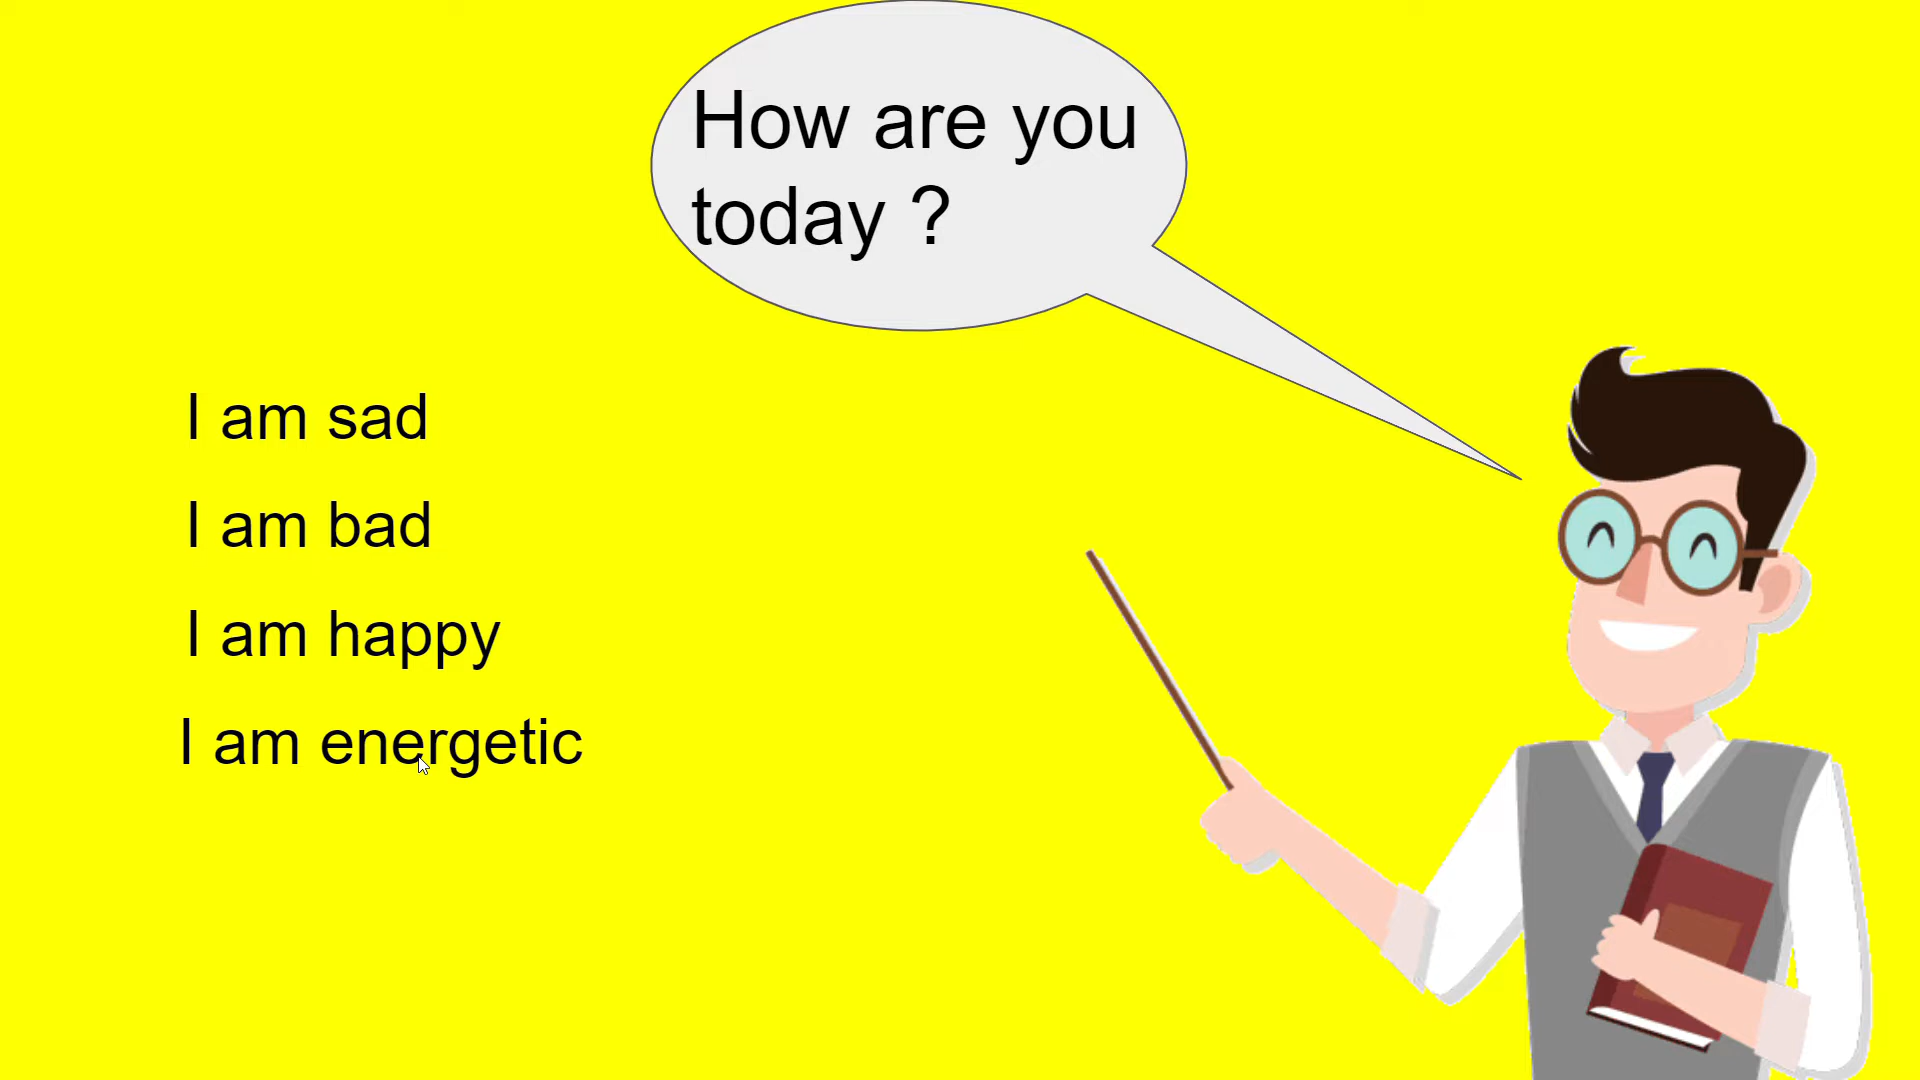 How are you
today ?
I am sad
I am bad
I am happy
I am energetic